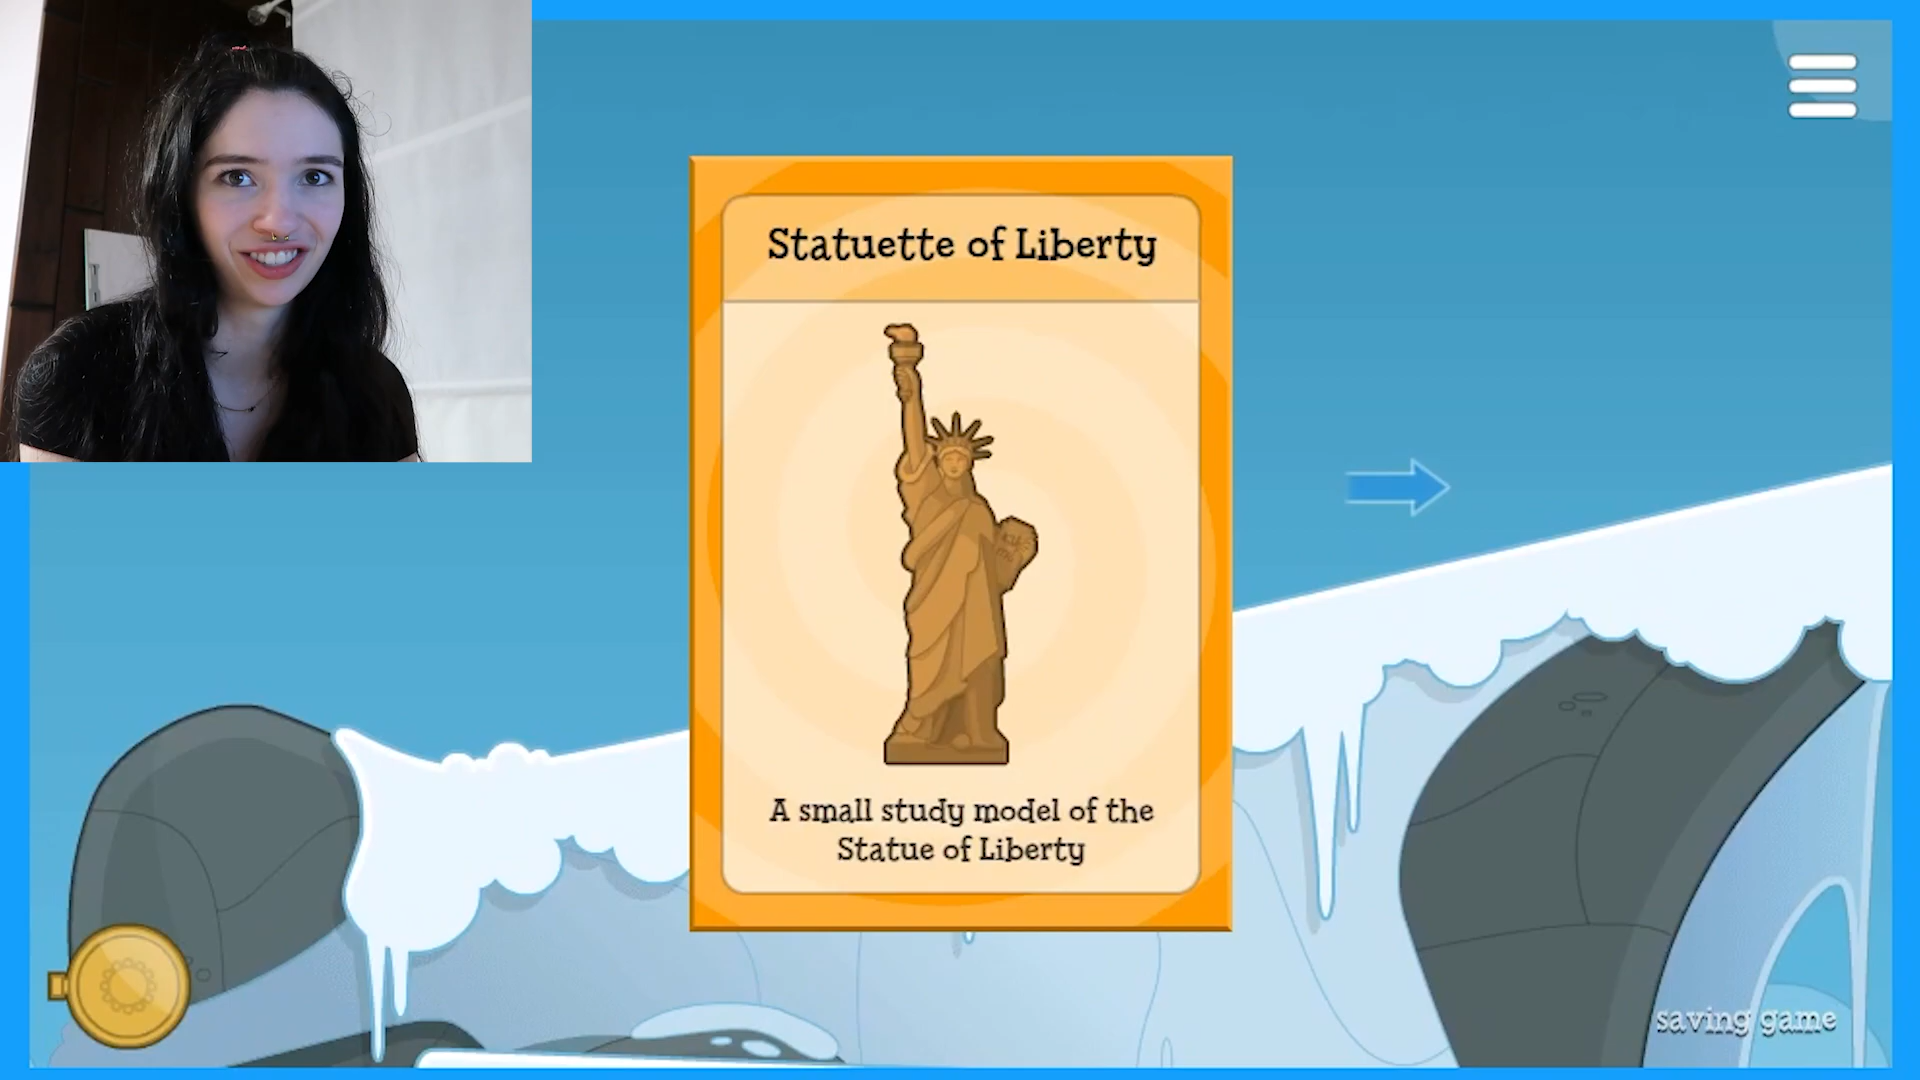 Statuette of Liberty
A small study model of the
Statue of Liberty
saving game